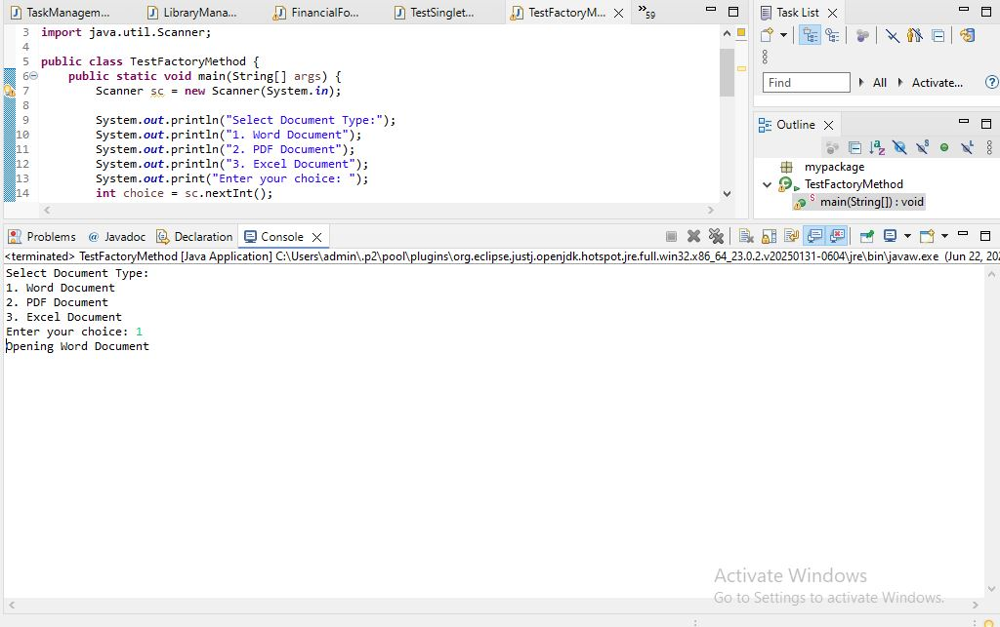 TaskManagem...
LibraryMana...
FinancialFo...
TestSinglet...
TestFactoryM...
59
3 import java.util.Scanner;
4
5 public class TestFactoryMethod {
6 public static void main(String[] args) {
7 Scanner sc = new Scanner(System.in);
8
9 System.out.println("Select Document Type:");
10 System.out.println("1. Word Document");
11 System.out.println("2. PDF Document");
12 System.out.println("3. Excel Document");
13 System.out.print("Enter your choice: ");
14 int choice = sc.nextInt();
Task List
Find
All
Activate...
Outline
mypackage
TestFactoryMethod
main(String[]) : void
Problems
Javadoc
Declaration
Console
<terminated> TestFactoryMethod [Java Application] C:\Users\admin\.p2\pool\plugins\org.eclipse.justj.openjdk.hotspot.jre.full.win32.x86_64_23.0.2.v20250131-0604\jre\bin\javaw.exe (Jun 22, 202
Select Document Type:
1. Word Document
2. PDF Document
3. Excel Document
Enter your choice: 1
Opening Word Document
Activate Windows
Go to Settings to activate Windows.